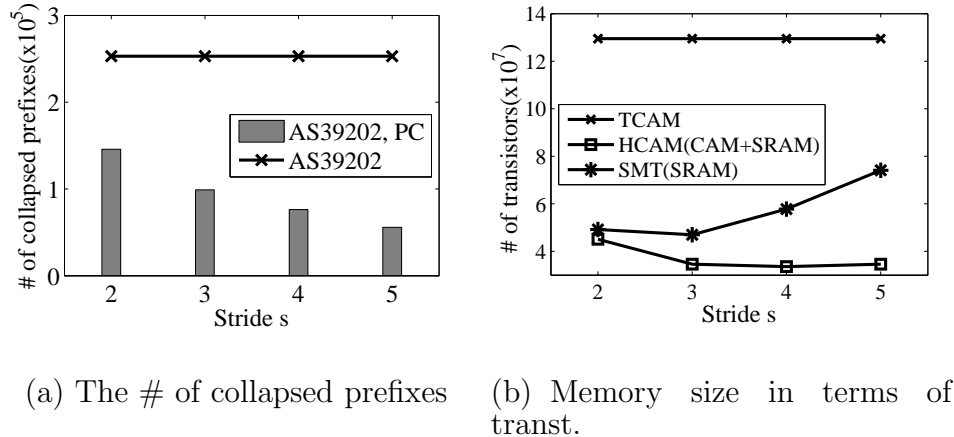 # of collapsed prefixes(x10^5)
3
2
1
0
AS39202, PC
AS39202
2 3 4 5
Stride s
# of transistors(x10^7)
14
12
10
8
6
4
TCAM
HCAM(CAM+SRAM)
SMT(SRAM)
2 3 4 5
Stride s
(a) The # of collapsed prefixes
(b) Memory size in terms of
transt.